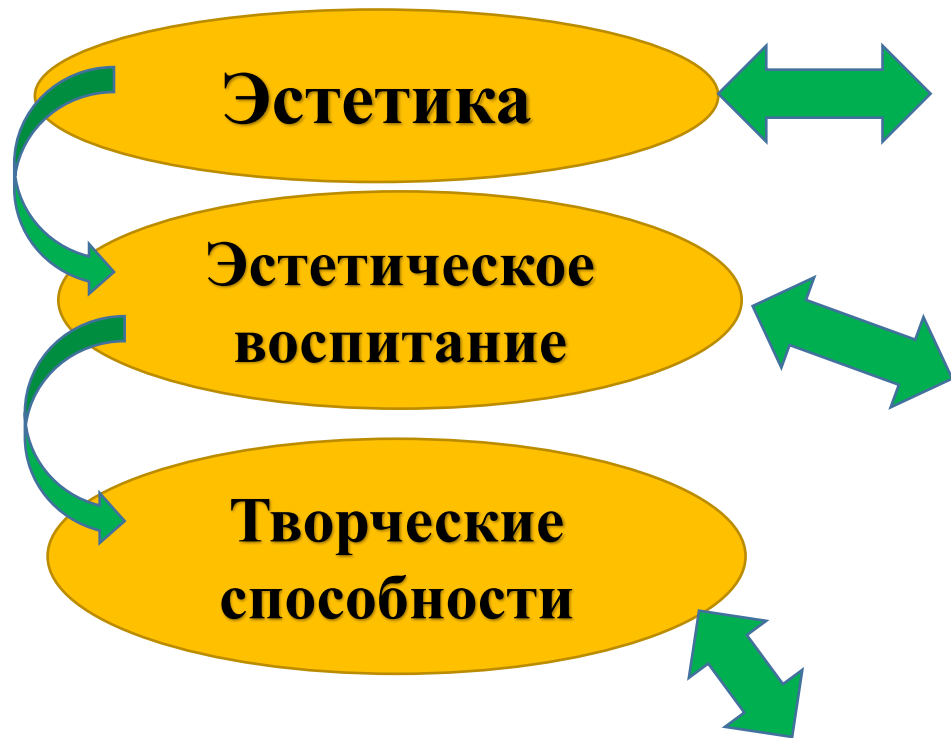 Эстетика
Эстетическое
воспитание
Творческие
способности